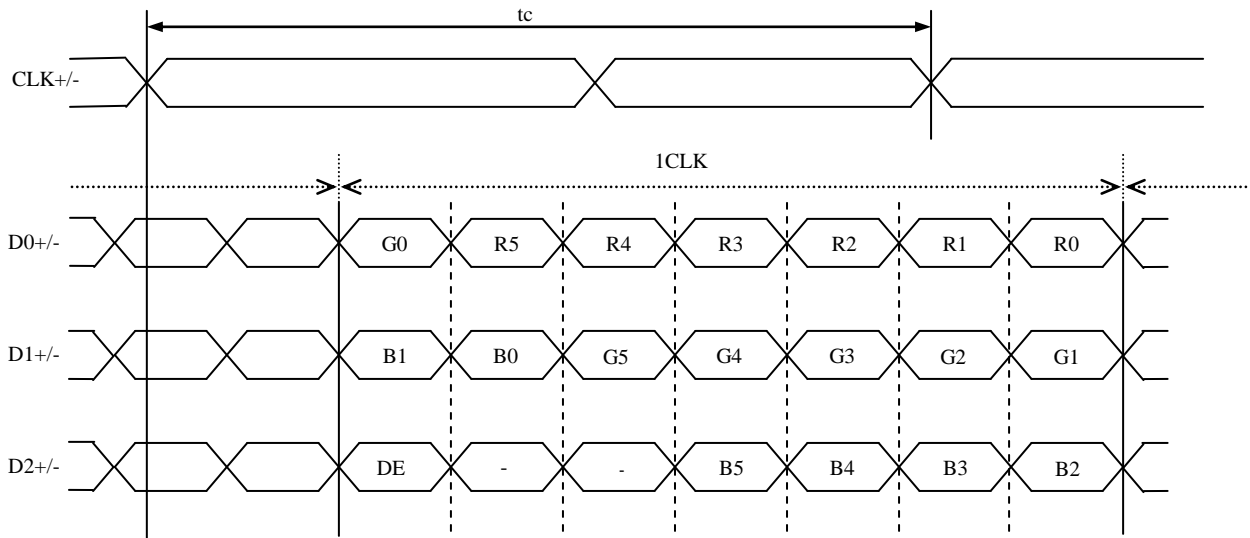 tc
CLK+/-
1CLK
D0+/- G0 R5 R4 R3 R2 R1 R0
D1+/- B1 B0 G5 G4 G3 G2 G1
D2+/- DE - - B5 B4 B3 B2